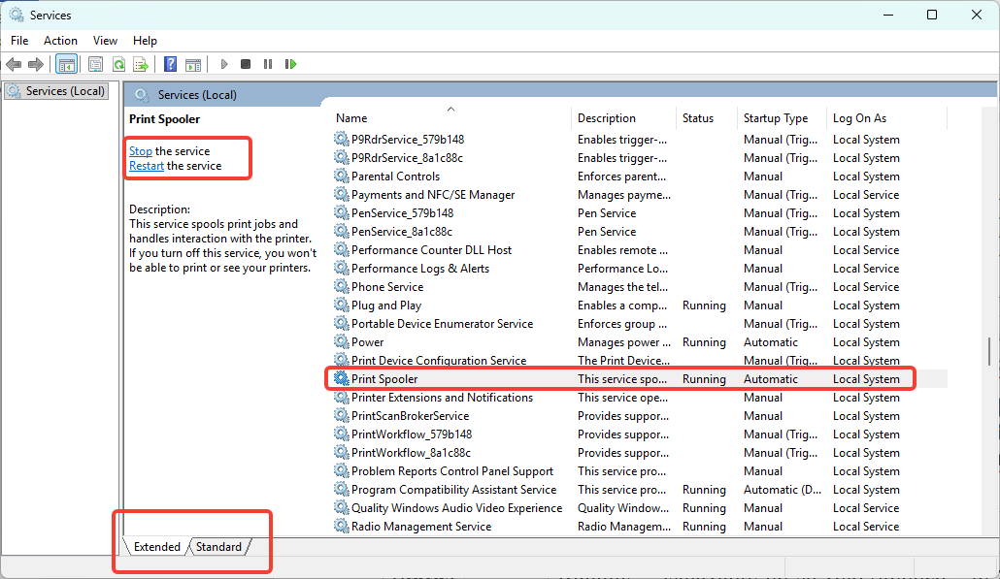 Services
File Action View Help
Services (Local)
Services (Local)
Print Spooler
Stop the service
Restart the service
Description:
This service spools print jobs and
handles interaction with the printer.
If you turn off this service, you won't
be able to print or see your printers.
Name Description Status Startup Type Log On As
P9RdrService_579b148 Enables trigger-... Manual (Trig... Local System
P9RdrService_8a1c88c Enables trigger-... Manual (Trig... Local System
Parental Controls Enforces parent... Manual Local System
Payments and NFC/SE Manager Manages payme... Manual (Trig... Local Service
PenService_579b148 Pen Service Manual (Trig... Local System
PenService_8a1c88c Pen Service Manual (Trig... Local System
Performance Counter DLL Host Enables remote ... Manual Local Service
Performance Logs & Alerts Performance Lo... Manual Local Service
Phone Service Manages the tel... Manual (Trig... Local Service
Plug and Play Enables a comp... Running Manual Local System
Portable Device Enumerator Service Enforces group ... Manual (Trig... Local System
Power Manages power ... Running Automatic Local System
Print Device Configuration Service The Print Device... Manual (Trig... Local System
Print Spooler This service spo... Running Automatic Local System
Printer Extensions and Notifications This service ope... Manual Local System
PrintScanBrokerService Provides suppor... Manual Local System
PrintWorkflow_579b148 Provides suppor... Manual (Trig... Local System
PrintWorkflow_8a1c88c Provides suppor... Manual (Trig... Local System
Problem Reports Control Panel Support This service pro... Manual Local System
Program Compatibility Assistant Service This service pro... Running Automatic (D... Local System
Quality Windows Audio Video Experience Quality Window... Running Manual Local Service
Radio Management Service Radio Managem... Running Manual Local Service
Extended Standard